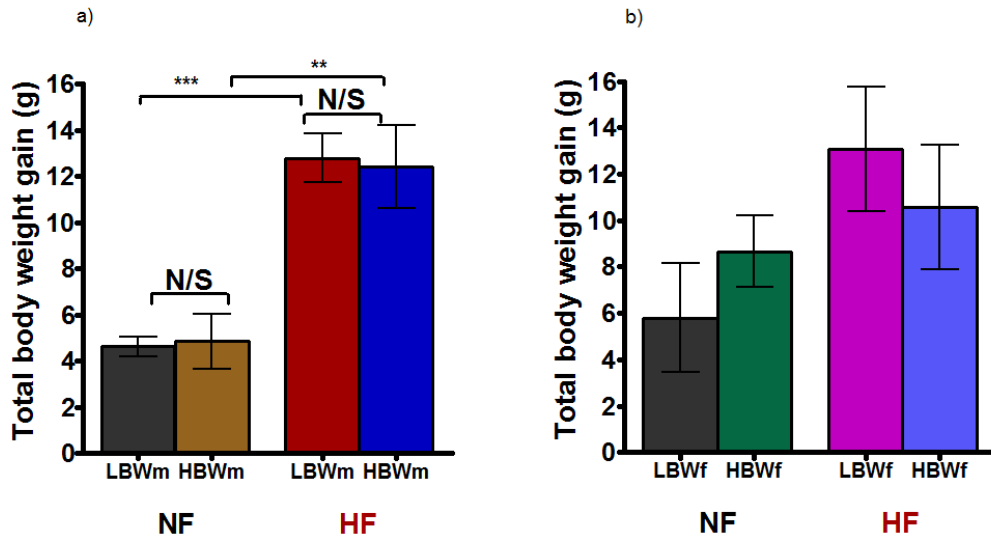 a)
Total body weight gain (g)
16
14
12
10
8
6
4
2
0
***
**
N/S
N/S
LBWm HBWm LBWm HBWm
NF HF
b)
Total body weight gain (g)
16
14
12
10
8
6
4
2
0
LBWf HBWf LBWf HBWf
NF HF